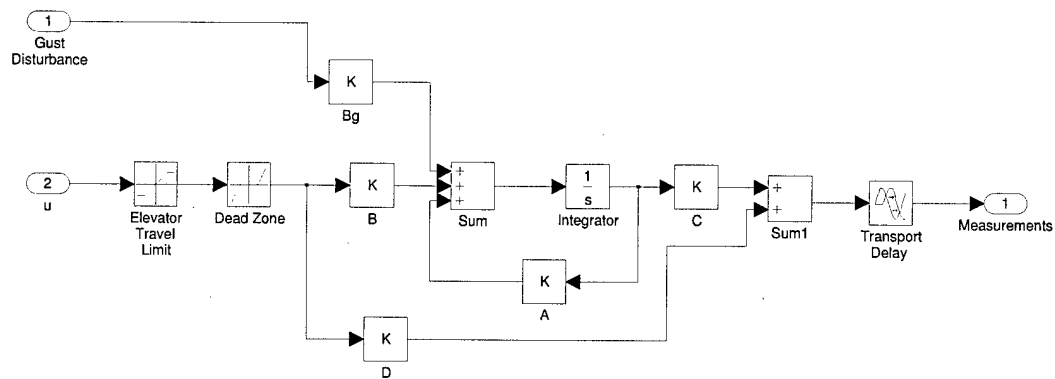 1
Gust
Disturbance
K
Bg
2
u
Elevator
Travel
Limit
Dead Zone
K
B
+
+
+
Sum
1
s
Integrator
K
C
+
+
Sum1
Transport
Delay
1
Measurements
K
A
K
D